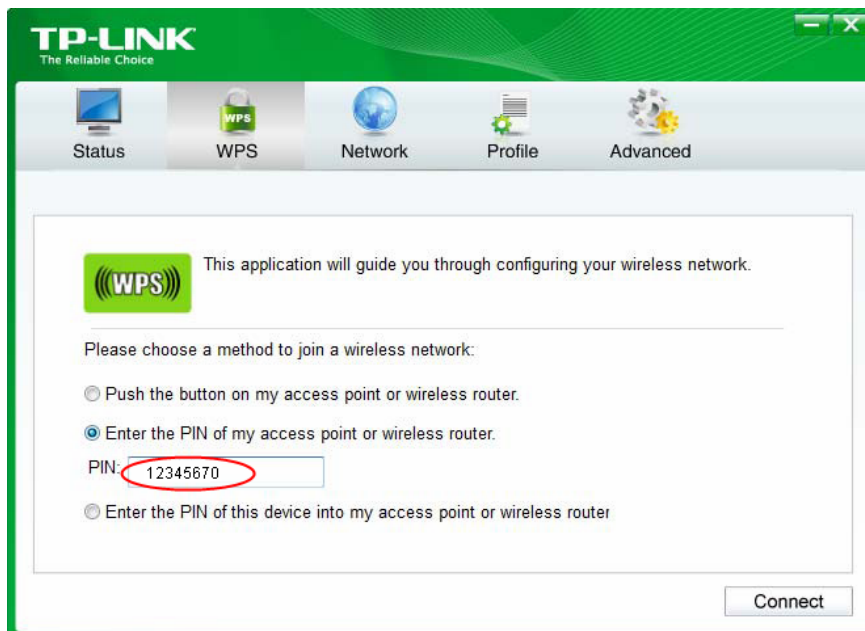 TP-LINK
The Reliable Choice
Status WPS Network Profile Advanced
WPS
(((WPS)))
This application will guide you through configuring your wireless network.
Please choose a method to join a wireless network:
Push the button on my access point or wireless router.
Enter the PIN of my access point or wireless router.
PIN: 12345670
Enter the PIN of this device into my access point or wireless router
Connect